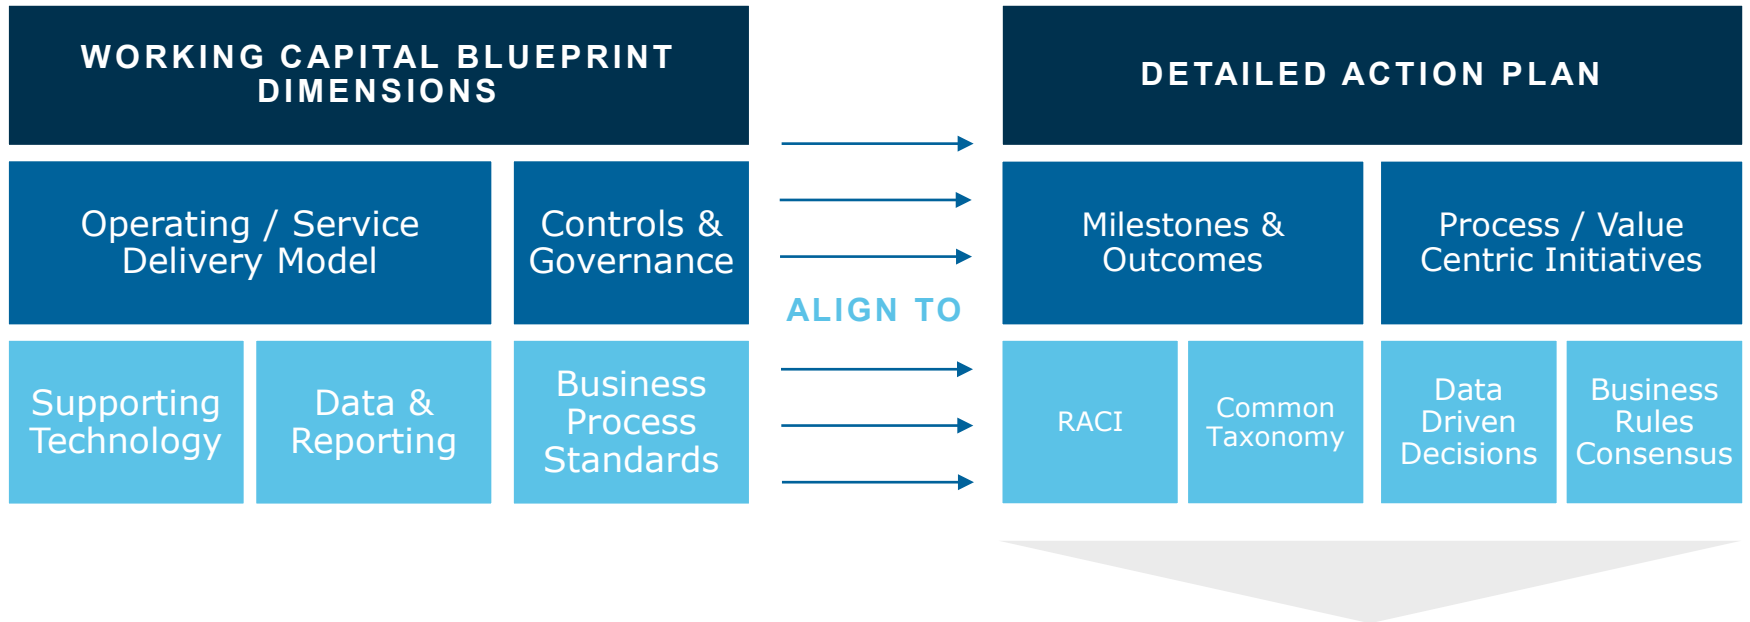 WORKING CAPITAL BLUEPRINT
DIMENSIONS
Operating / Service
Delivery Model
Controls &
Governance
Supporting
Technology
Data &
Reporting
Business
Process
Standards
ALIGN TO
DETAILED ACTION PLAN
Milestones &
Outcomes
Process / Value
Centric Initiatives
RACI
Common
Taxonomy
Data
Driven
Decisions
Business
Rules
Consensus